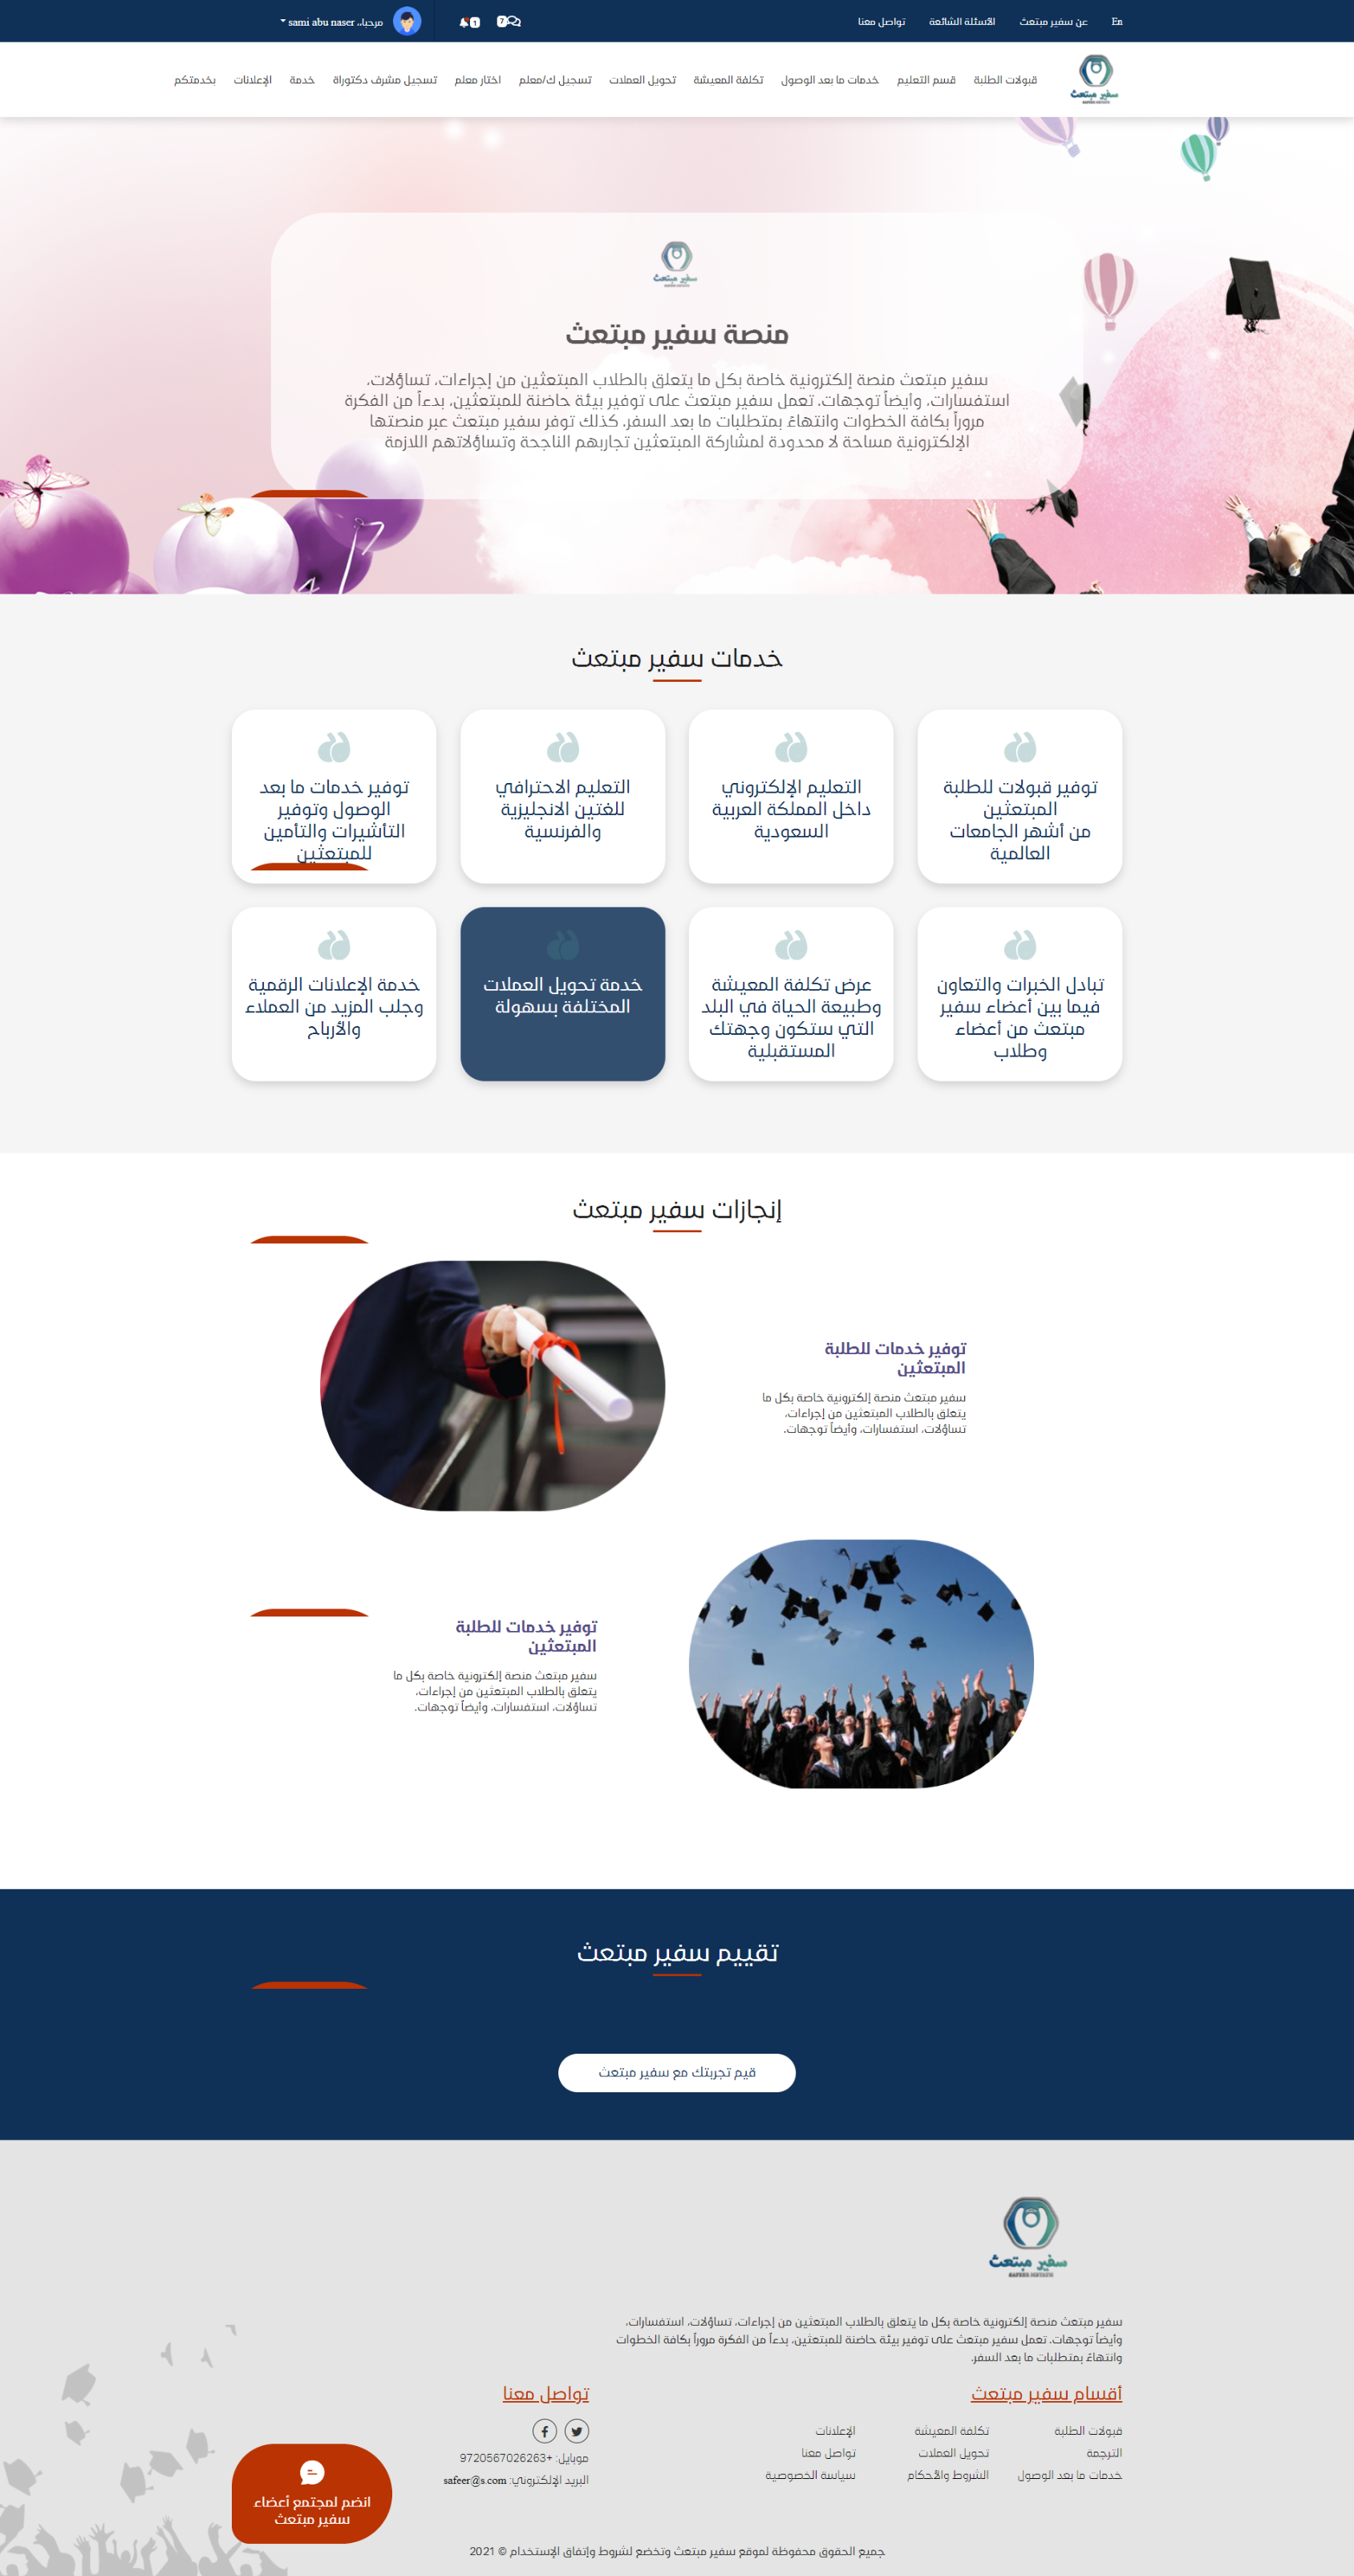 En
عن سفير مبتعث
الأسئلة الشائعة
تواصل معنا
7
1
مرحبا.. sami abu naser
سفير مبتعث
SAFEER MBTATH
قبولات الطلبة
قسم التعليم
خدمات ما بعد الوصول
تكلفة المعيشة
تحويل العملات
تسجيل ك/معلم
اختار معلم
تسجيل مشرف دكتوراة
خدمة
الإعلانات
بخدمتكم
سفير مبتعث
منصة سفير مبتعث
سفير مبتعث منصة إلكترونية خاصة بكل ما يتعلق بالطلاب المبتعثين من إجراءات، تساؤلات،
استفسارات، وأيضاً توجهات. تعمل سفير مبتعث على توفير بيئة حاضنة للمبتعثين، بدءاً من الفكرة
مروراً بكافة الخطوات وانتهاءً بمتطلبات ما بعد السفر. كذلك توفر سفير مبتعث عبر منصتها
الإلكترونية مساحة لا محدودة لمشاركة المبتعثين تجاربهم الناجحة وتساؤلاتهم اللازمة
خدمات سفير مبتعث
توفير قبولات للطلبة
المبتعثين
من أشهر الجامعات
العالمية
التعليم الإلكتروني
داخل المملكة العربية
السعودية
التعليم الاحترافي
للغتين الانجليزية
والفرنسية
توفير خدمات ما بعد
الوصول وتوفير
التأشيرات والتأمين
للمبتعثين
تبادل الخبرات والتعاون
فيما بين أعضاء سفير
مبتعث من أعضاء
وطلاب
عرض تكلفة المعيشة
وطبيعة الحياة في البلد
التي ستكون وجهتك
المستقبلية
خدمة تحويل العملات
المختلفة بسهولة
خدمة الإعلانات الرقمية
وجلب المزيد من العملاء
والأرباح
إنجازات سفير مبتعث
توفير خدمات للطلبة
المبتعثين
سفير مبتعث منصة إلكترونية خاصة بكل ما
يتعلق بالطلاب المبتعثين من إجراءات،
تساؤلات، استفسارات، وأيضاً توجهات.
توفير خدمات للطلبة
المبتعثين
سفير مبتعث منصة إلكترونية خاصة بكل ما
يتعلق بالطلاب المبتعثين من إجراءات،
تساؤلات، استفسارات، وأيضاً توجهات.
تقييم سفير مبتعث
قيم تجربتك مع سفير مبتعث
سفير مبتعث
SAFEER MBTATH
سفير مبتعث منصة إلكترونية خاصة بكل ما يتعلق بالطلاب المبتعثين من إجراءات، تساؤلات، استفسارات،
وأيضاً توجهات. تعمل سفير مبتعث على توفير بيئة حاضنة للمبتعثين، بدءاً من الفكرة مروراً بكافة الخطوات
وانتهاءً بمتطلبات ما بعد السفر.
أقسام سفير مبتعث
قبولات الطلبة
تكلفة المعيشة
الإعلانات
الترجمة
تحويل العملات
تواصل معنا
خدمات ما بعد الوصول
الشروط والأحكام
سياسة الخصوصية
تواصل معنا
موبايل: +9720567026263
البريد الإلكتروني: safeer@s.com
انضم لمجتمع أعضاء
سفير مبتعث
جميع الحقوق محفوظة لموقع سفير مبتعث وتخضع لشروط وإتفاق الإستخدام © 2021